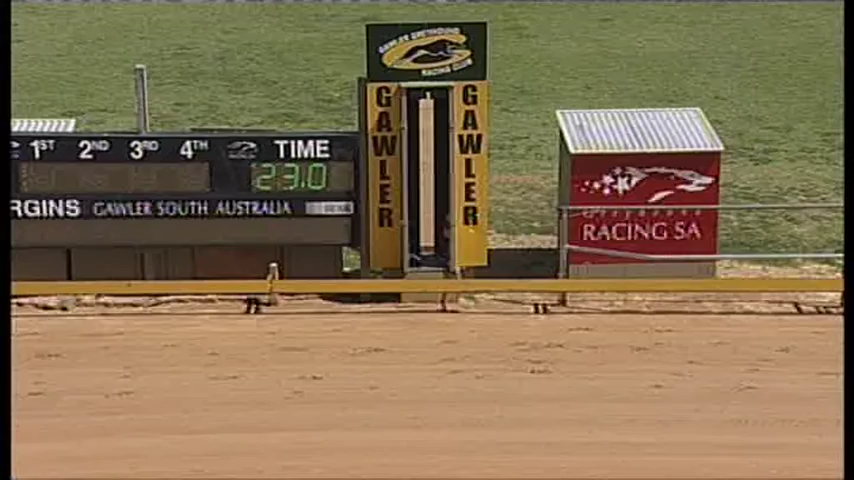 GAWLER GREYHOUND
RACING CLUB
GAWLER
GAWLER
1ST 2ND 3RD 4TH TIME
23.0
RGINS GAWLER SOUTH AUSTRALIA
GREYHOUND
RACING SA